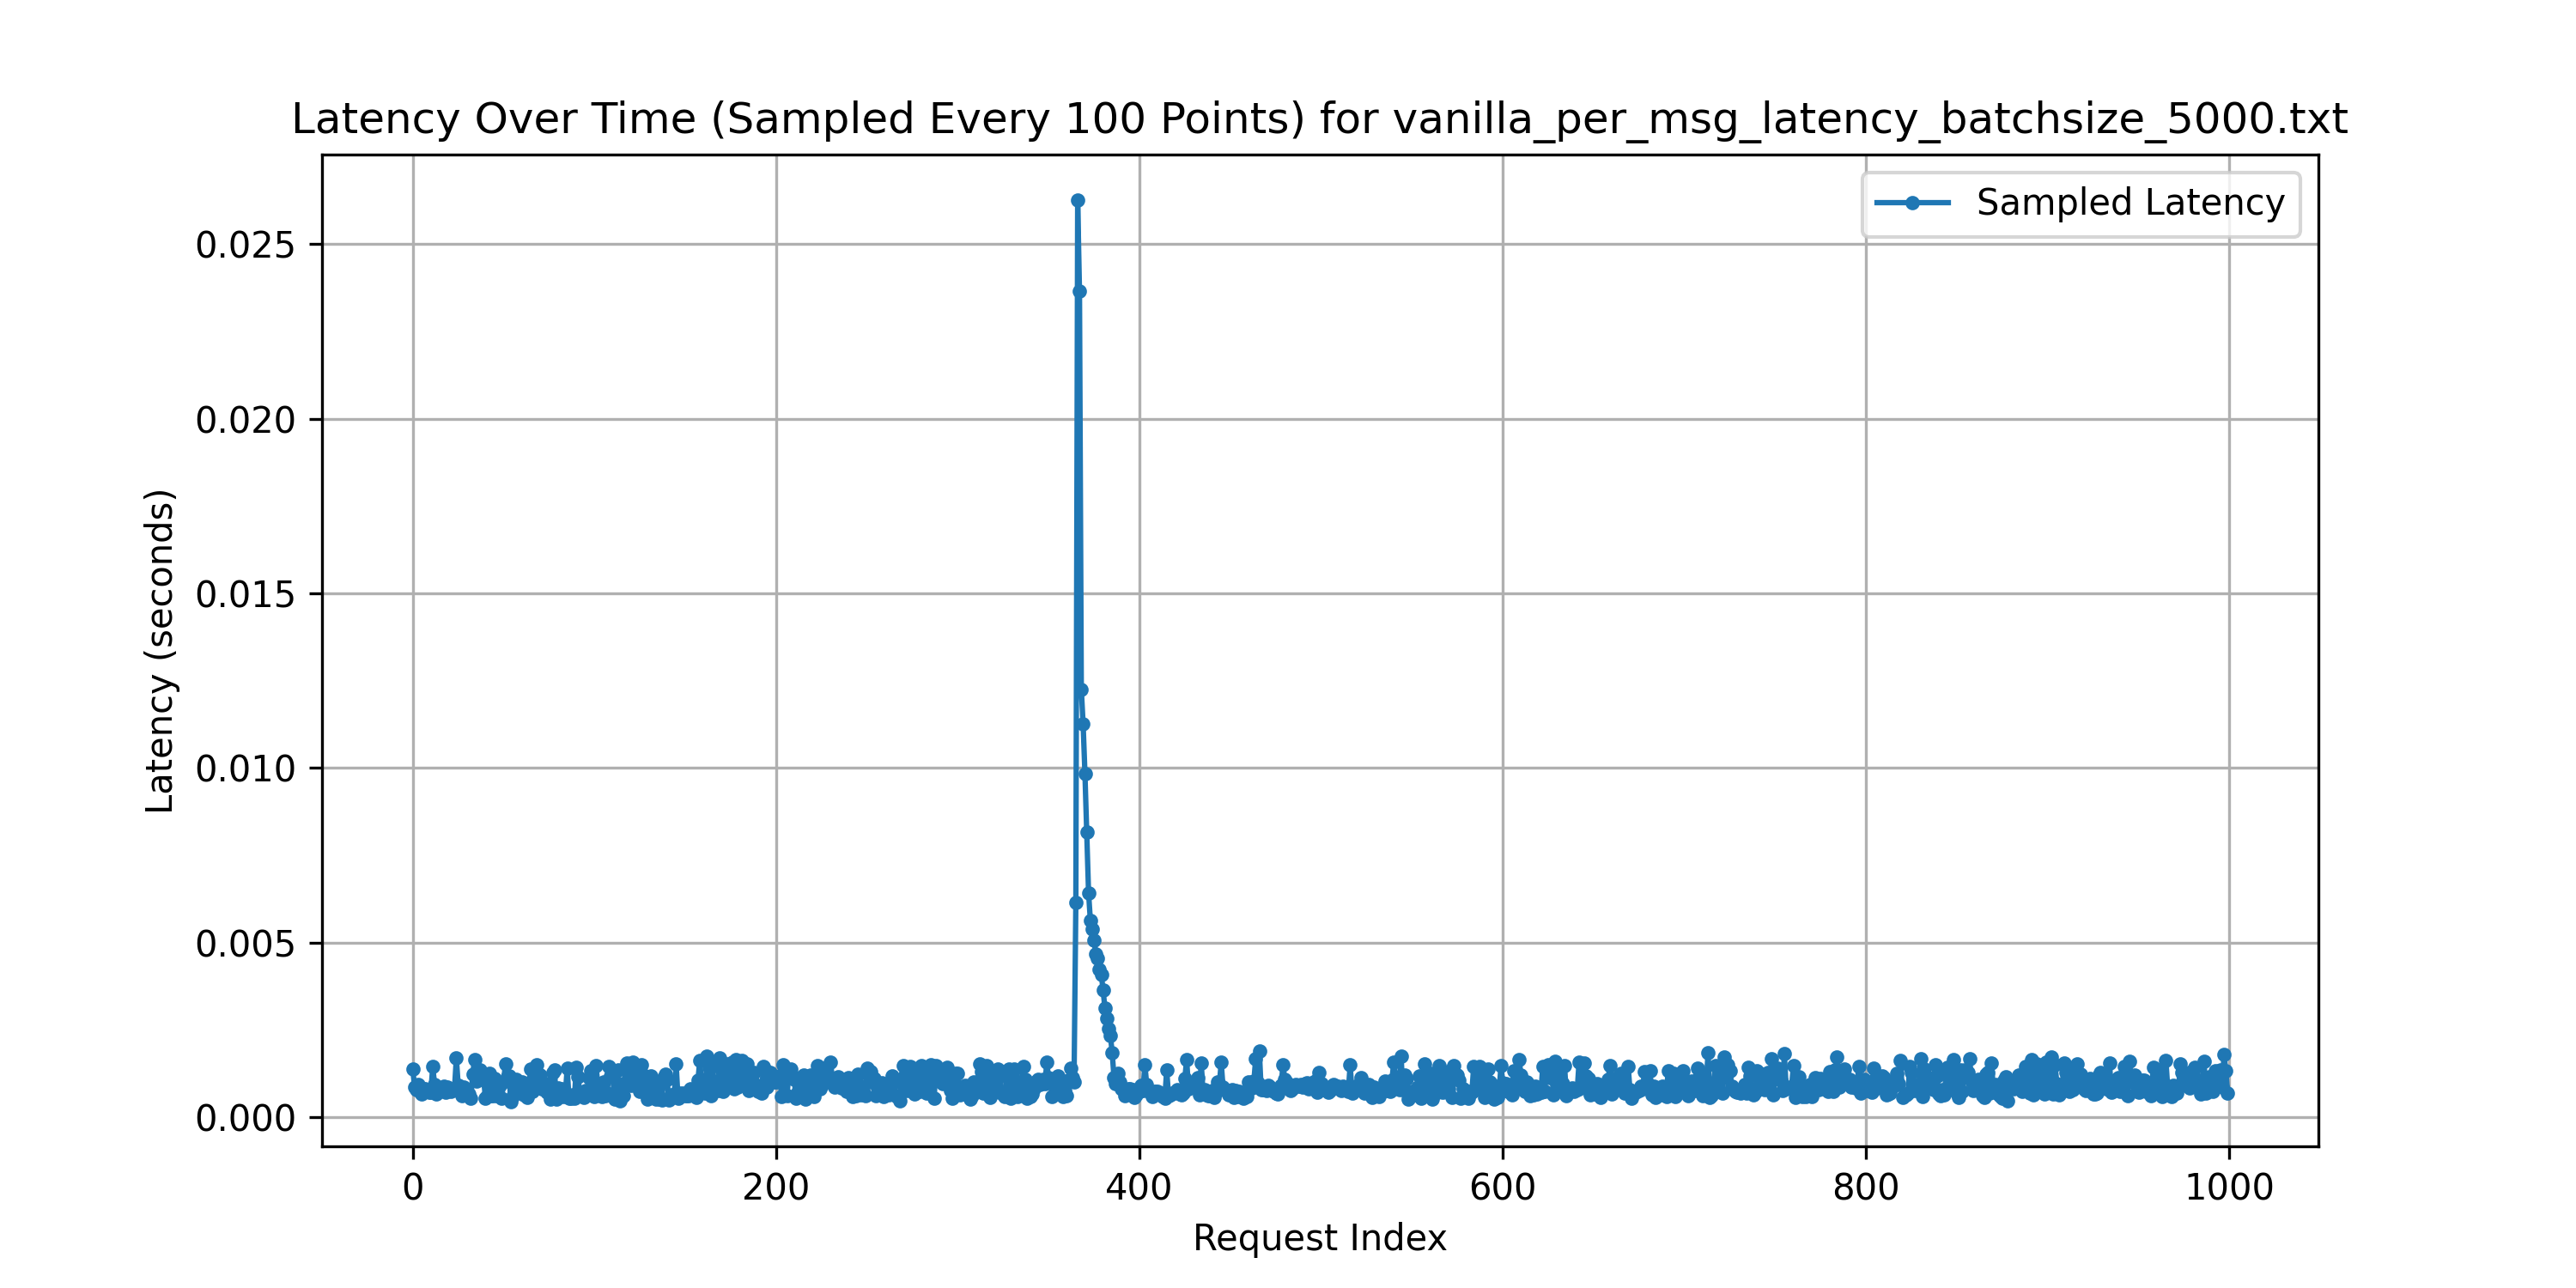 Latency Over Time (Sampled Every 100 Points) for vanilla_per_msg_latency_batchsize_5000.txt
Sampled Latency
Latency (seconds)
0.025
0.020
0.015
0.010
0.005
0.000
0 200 400 600 800 1000
Request Index